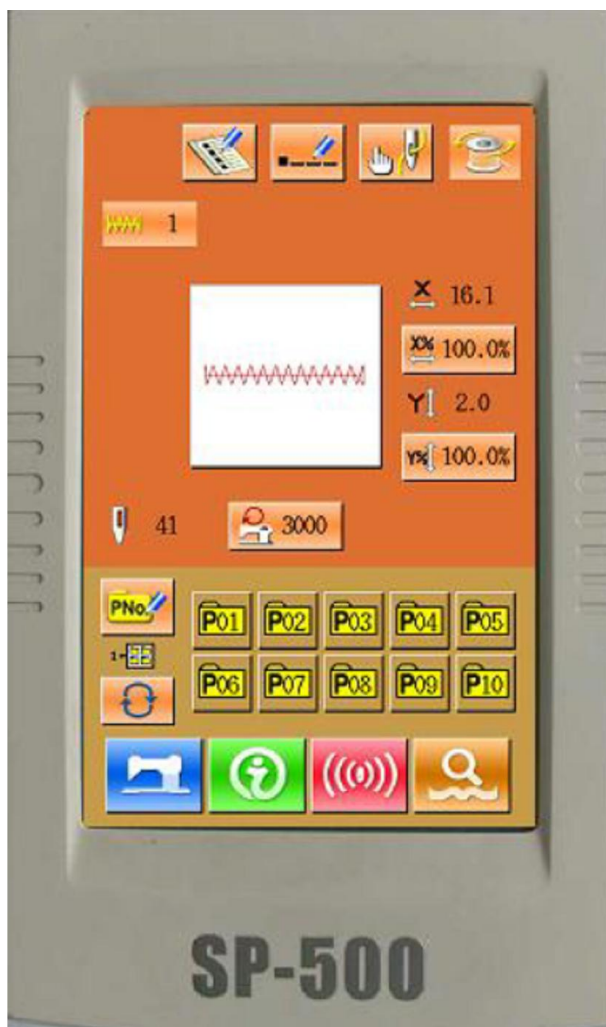 1
X 16.1
X% 100.0%
Y 2.0
Y% 100.0%
41 3000
PNo.
P01 P02 P03 P04 P05
1-
P06 P07 P08 P09 P10
SP-500